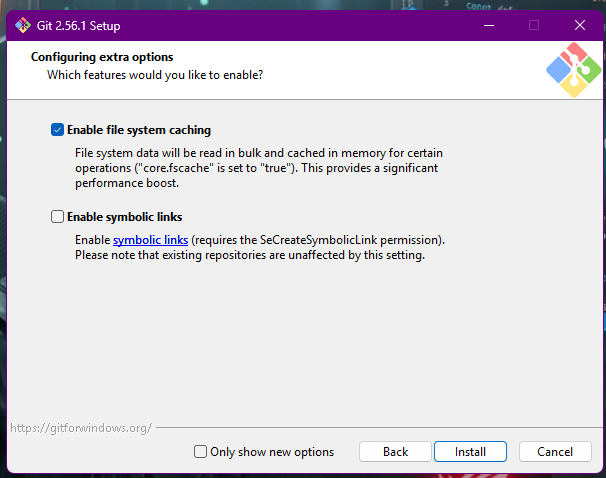 Git 2.56.1 Setup
Configuring extra options
Which features would you like to enable?
Enable file system caching
File system data will be read in bulk and cached in memory for certain
operations ("core.fscache" is set to "true"). This provides a significant
performance boost.
Enable symbolic links
Enable symbolic links (requires the SeCreateSymbolicLink permission).
Please note that existing repositories are unaffected by this setting.
https://gitforwindows.org/
Only show new options
Back
Install
Cancel